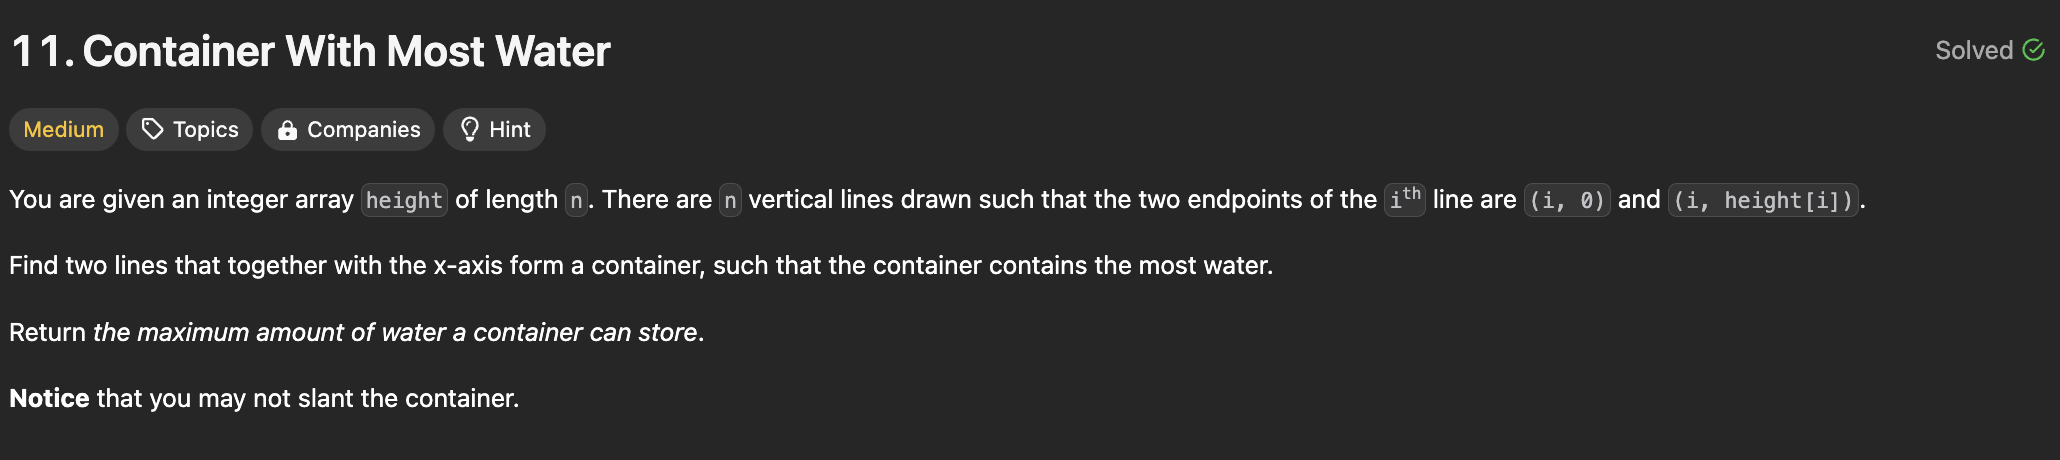 11. Container With Most Water
Solved
Medium Topics Companies Hint
You are given an integer array height of length n. There are n vertical lines drawn such that the two endpoints of the ith line are (i, 0) and (i, height[i]).
Find two lines that together with the x-axis form a container, such that the container contains the most water.
Return the maximum amount of water a container can store.
Notice that you may not slant the container.